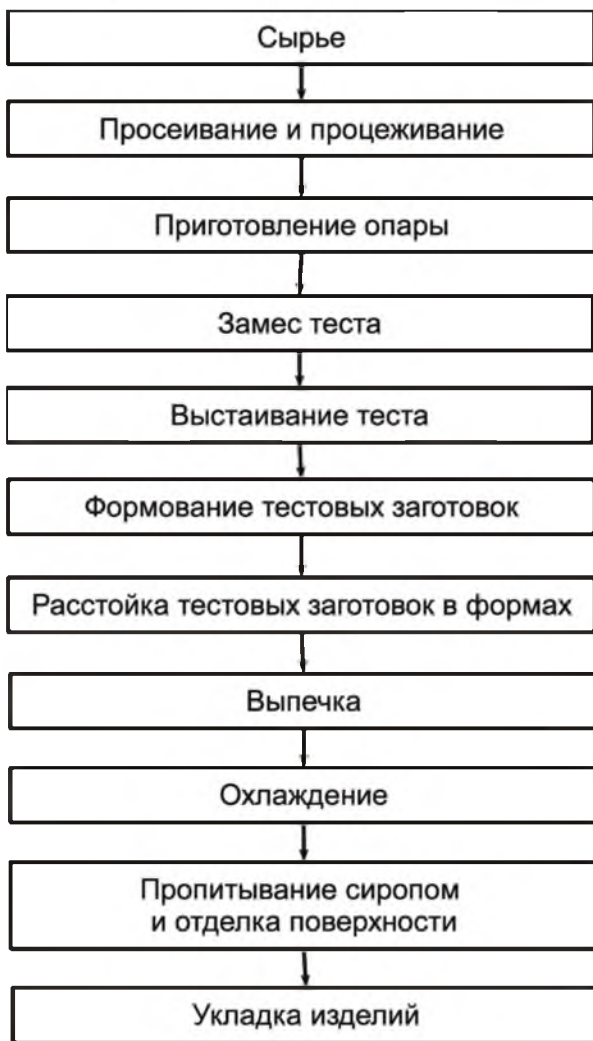 Сырье
Просеивание и процеживание
Приготовление опары
Замес теста
Выстаивание теста
Формование тестовых заготовок
Расстойка тестовых заготовок в формах
Выпечка
Охлаждение
Пропитывание сиропом
и отделка поверхности
Укладка изделий